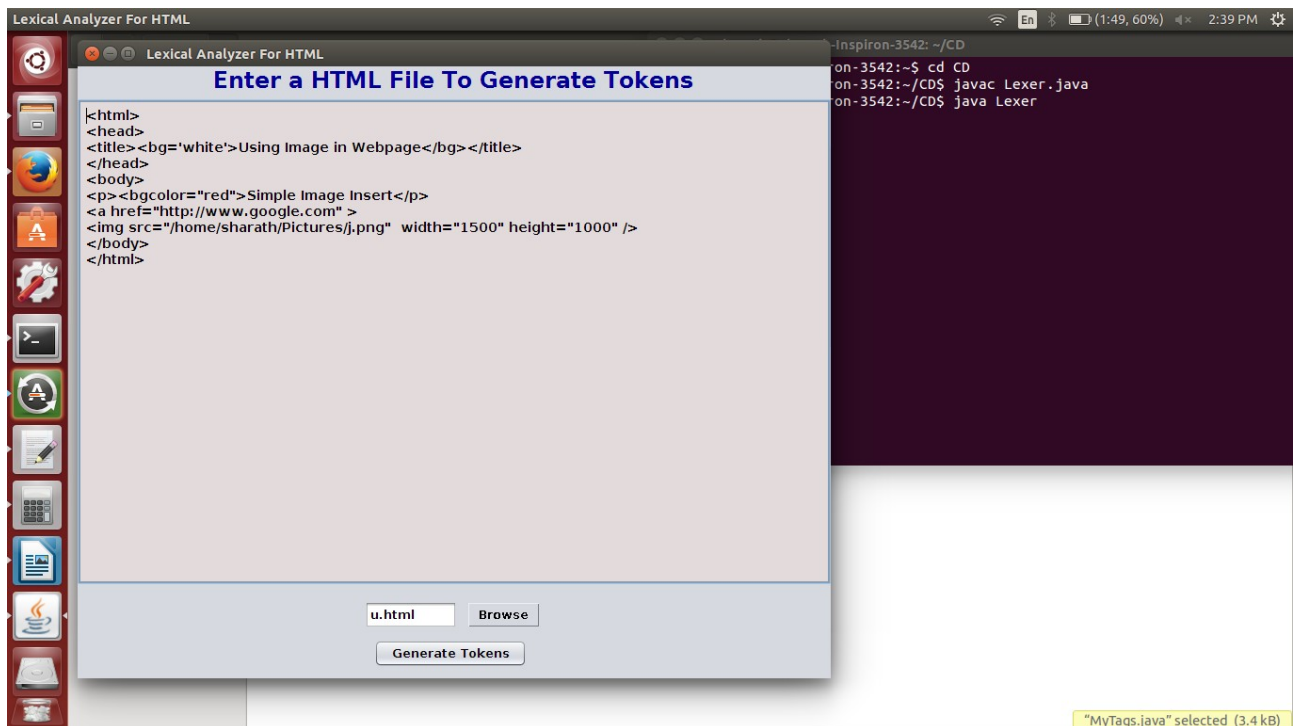 Lexical Analyzer For HTML
En (1:49, 60%) 2:39 PM
Lexical Analyzer For HTML
Enter a HTML File To Generate Tokens
<html>
<head>
<title><bg='white'>Using Image in Webpage</bg></title>
</head>
<body>
<p><bgcolor="red">Simple Image Insert</p>
<a href="http://www.google.com" >
<img src="/home/sharath/Pictures/j.png"  width="1500" height="1000" />
</body>
</html>
u.html
Browse
Generate Tokens
-Inspiron-3542: ~/CD
on-3542:~$ cd CD
on-3542:~/CD$ javac Lexer.java
on-3542:~/CD$ java Lexer
"MyTags.java" selected (3.4 kB)